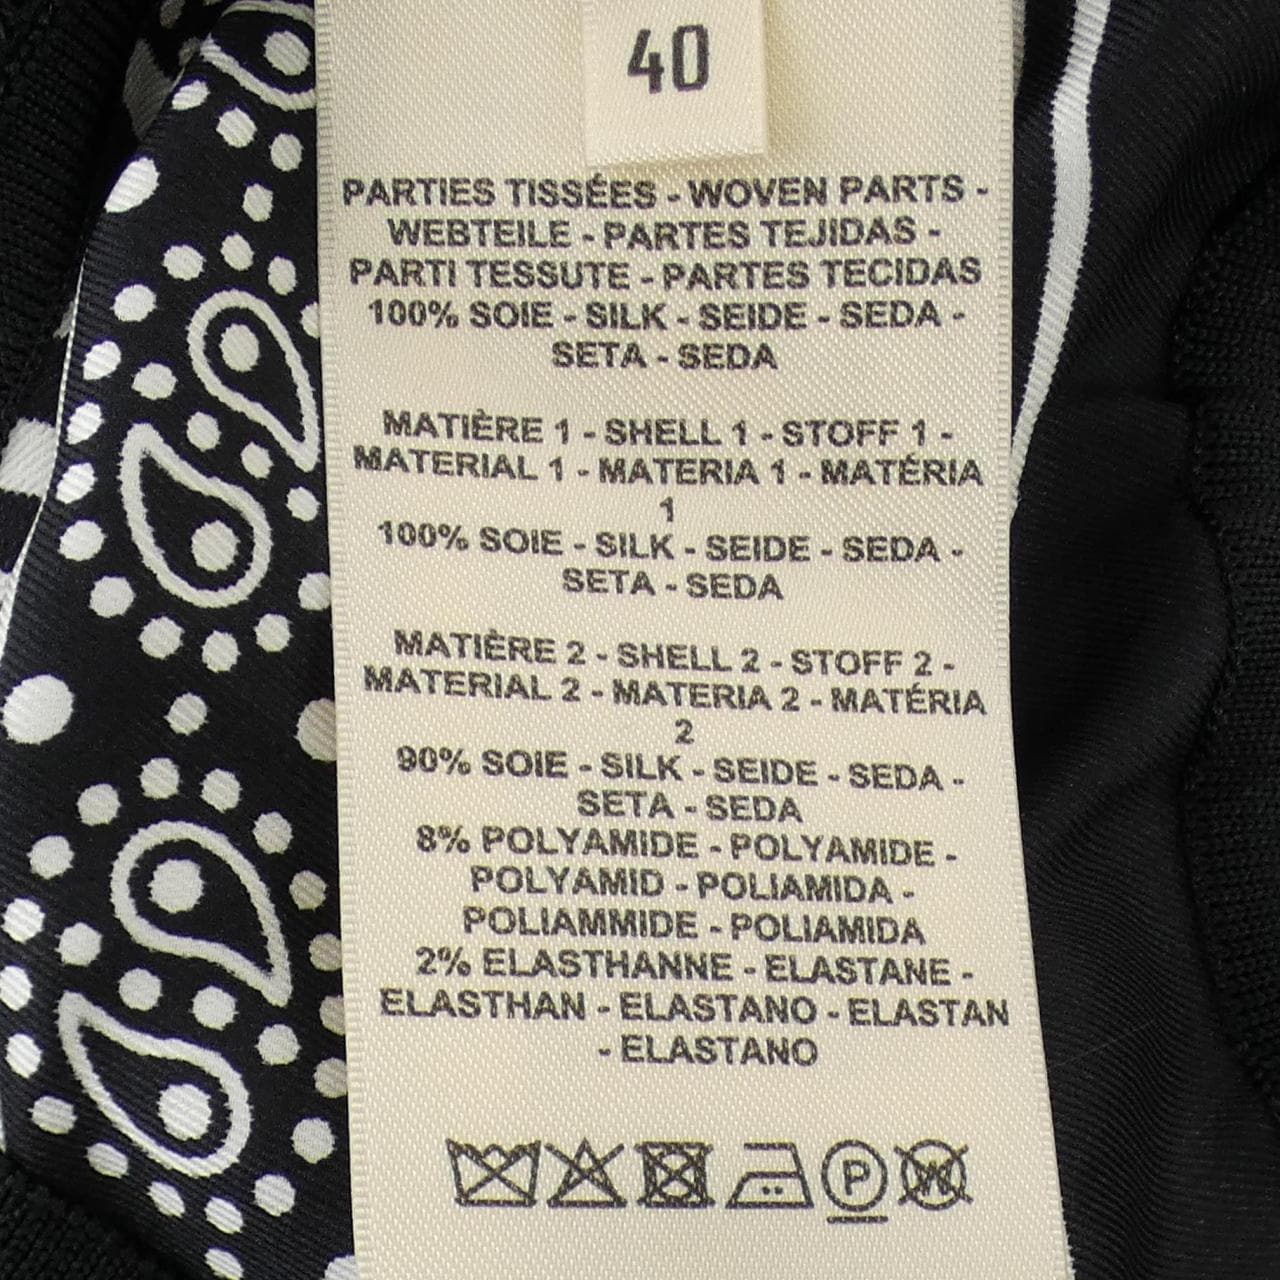 40
PARTIES TISSÉES - WOVEN PARTS -
WEBTEILE - PARTES TEJIDAS -
PARTI TESSUTE - PARTES TECIDAS
100% SOIE - SILK - SEIDE - SEDA -
SETA - SEDA
MATIÈRE 1 - SHELL 1 - STOFF 1 -
MATERIAL 1 - MATERIA 1 - MATÉRIA
1
100% SOIE - SILK - SEIDE - SEDA -
SETA - SEDA
MATIÈRE 2 - SHELL 2 - STOFF 2 -
MATERIAL 2 - MATERIA 2 - MATÉRIA
2
90% SOIE - SILK - SEIDE - SEDA -
SETA - SEDA
8% POLYAMIDE - POLYAMIDE -
POLYAMID - POLIAMIDA -
POLIAMMIDE - POLIAMIDA
2% ELASTHANNE - ELASTANE -
ELASTHAN - ELASTANO - ELASTAN
- ELASTANO
P W